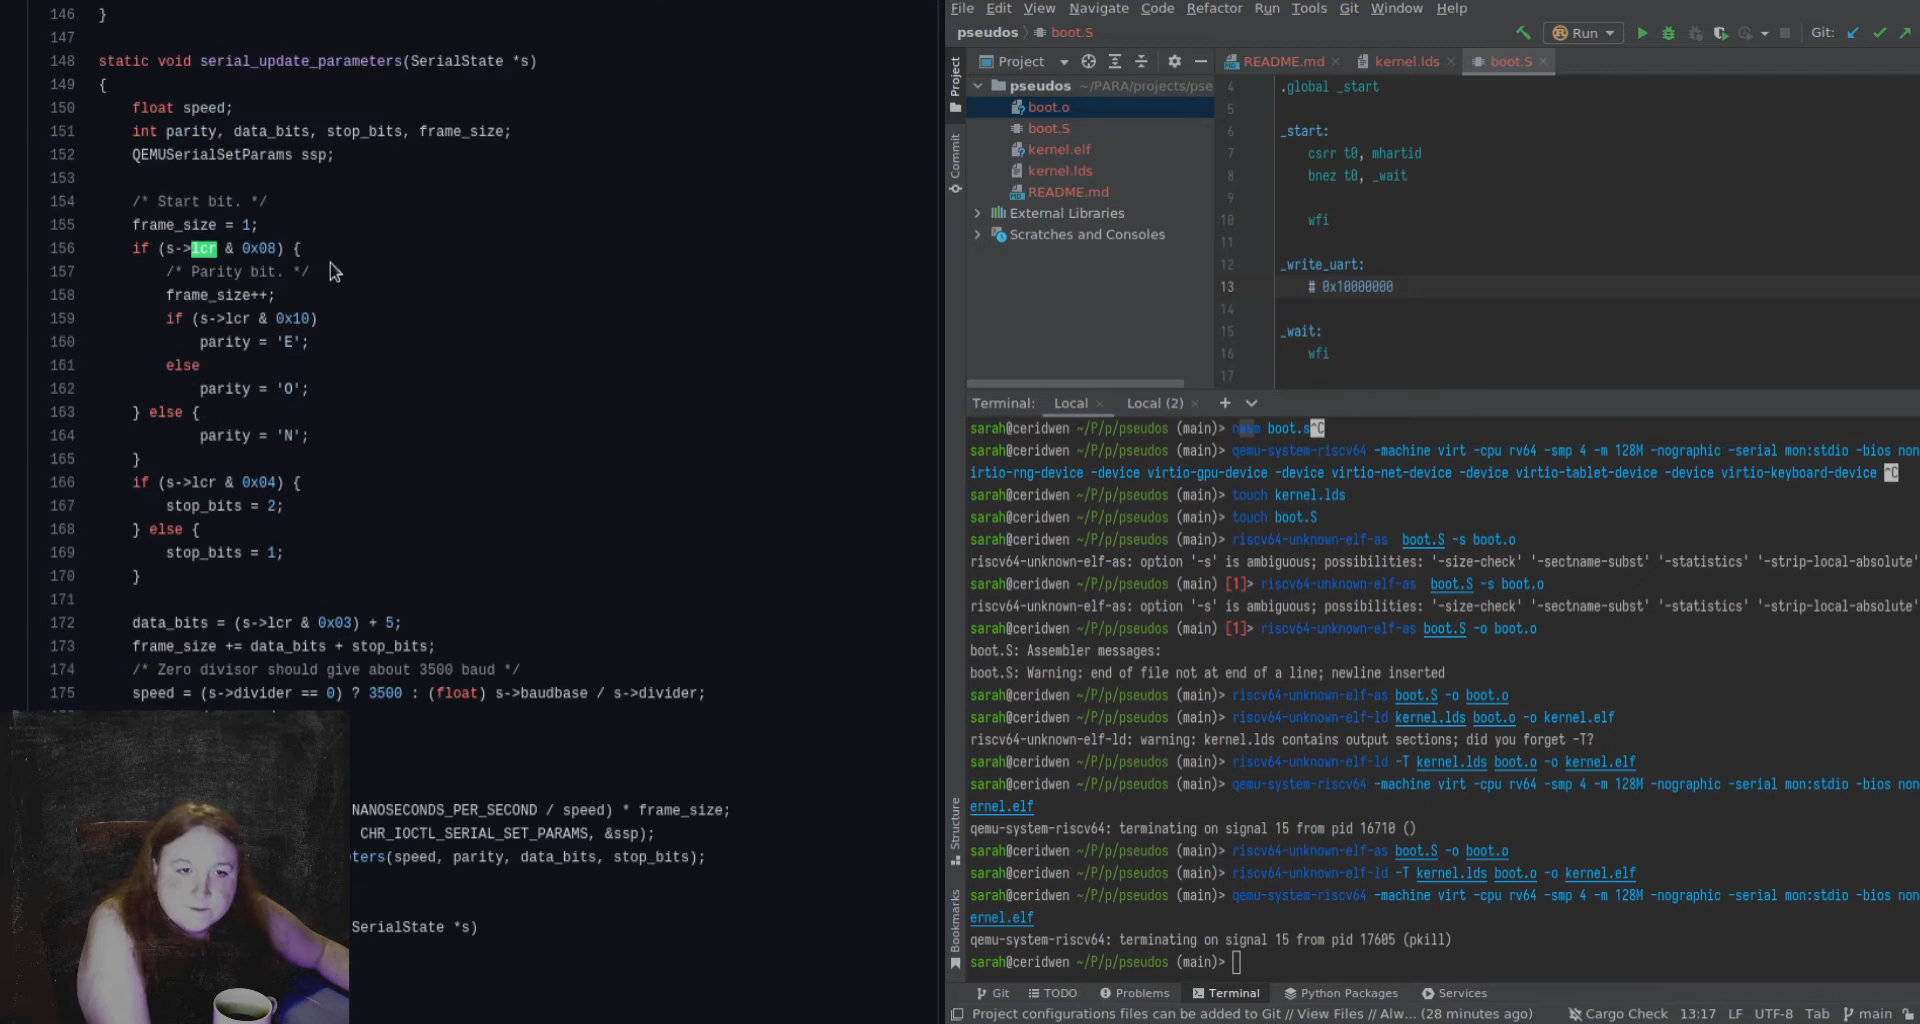 146 }
147
148 static void serial_update_parameters(SerialState *s)
149 {
150 float speed;
151 int parity, data_bits, stop_bits, frame_size;
152 QEMUSerialSetParams ssp;
153
154 /* Start bit. */
155 frame_size = 1;
156 if (s->lcr & 0x08) {
157 /* Parity bit. */
158 frame_size++;
159 if (s->lcr & 0x10)
160 parity = 'E';
161 else
162 parity = 'O';
163 } else {
164 parity = 'N';
165 }
166 if (s->lcr & 0x04) {
167 stop_bits = 2;
168 } else {
169 stop_bits = 1;
170 }
171
172 data_bits = (s->lcr & 0x03) + 5;
173 frame_size += data_bits + stop_bits;
174 /* Zero divisor should give about 3500 baud */
175 speed = (s->divider == 0) ? 3500 : (float) s->baudbase / s->divider;
NANOSECONDS_PER_SECOND / speed) * frame_size;
CHR_IOCTL_SERIAL_SET_PARAMS, &ssp);
ters(speed, parity, data_bits, stop_bits);
SerialState *s)
File Edit View Navigate Code Refactor Run Tools Git Window Help
pseudos boot.S Run Git:
Project README.md kernel.lds boot.S
Project
Commit
pseudos ~/PARA/projects/pse
boot.o
boot.S
kernel.elf
kernel.lds
README.md
External Libraries
Scratches and Consoles
4 .global _start
5
6 _start:
7 csrr t0, mhartid
8 bnez t0, _wait
9
10 wfi
11
12 _write_uart:
13 # 0x10000000
14
15 _wait:
16 wfi
17
Terminal: Local Local (2)
sarah@ceridwen ~/P/p/pseudos (main)> nasm boot.s^C
sarah@ceridwen ~/P/p/pseudos (main)> qemu-system-riscv64 -machine virt -cpu rv64 -smp 4 -m 128M -nographic -serial mon:stdio -bios non
irtio-rng-device -device virtio-gpu-device -device virtio-net-device -device virtio-tablet-device -device virtio-keyboard-device ^C
sarah@ceridwen ~/P/p/pseudos (main)> touch kernel.lds
sarah@ceridwen ~/P/p/pseudos (main)> touch boot.S
sarah@ceridwen ~/P/p/pseudos (main)> riscv64-unknown-elf-as boot.S -s boot.o
riscv64-unknown-elf-as: option '-s' is ambiguous; possibilities: '-size-check' '-sectname-subst' '-statistics' '-strip-local-absolute'
sarah@ceridwen ~/P/p/pseudos (main) [1]> riscv64-unknown-elf-as boot.S -s boot.o
riscv64-unknown-elf-as: option '-s' is ambiguous; possibilities: '-size-check' '-sectname-subst' '-statistics' '-strip-local-absolute'
sarah@ceridwen ~/P/p/pseudos (main) [1]> riscv64-unknown-elf-as boot.S -o boot.o
boot.S: Assembler messages:
boot.S: Warning: end of file not at end of a line; newline inserted
sarah@ceridwen ~/P/p/pseudos (main)> riscv64-unknown-elf-as boot.S -o boot.o
sarah@ceridwen ~/P/p/pseudos (main)> riscv64-unknown-elf-ld kernel.lds boot.o -o kernel.elf
riscv64-unknown-elf-ld: warning: kernel.lds contains output sections; did you forget -T?
sarah@ceridwen ~/P/p/pseudos (main)> riscv64-unknown-elf-ld -T kernel.lds boot.o -o kernel.elf
sarah@ceridwen ~/P/p/pseudos (main)> qemu-system-riscv64 -machine virt -cpu rv64 -smp 4 -m 128M -nographic -serial mon:stdio -bios non
ernel.elf
qemu-system-riscv64: terminating on signal 15 from pid 16710 ()
sarah@ceridwen ~/P/p/pseudos (main)> riscv64-unknown-elf-as boot.S -o boot.o
sarah@ceridwen ~/P/p/pseudos (main)> riscv64-unknown-elf-ld -T kernel.lds boot.o -o kernel.elf
sarah@ceridwen ~/P/p/pseudos (main)> qemu-system-riscv64 -machine virt -cpu rv64 -smp 4 -m 128M -nographic -serial mon:stdio -bios non
ernel.elf
qemu-system-riscv64: terminating on signal 15 from pid 17605 (pkill)
sarah@ceridwen ~/P/p/pseudos (main)>
Structure
Bookmarks
Git TODO Problems Terminal Python Packages Services
Project configurations files can be added to Git // View Files // Alw... (28 minutes ago) Cargo Check 13:17 LF UTF-8 Tab main